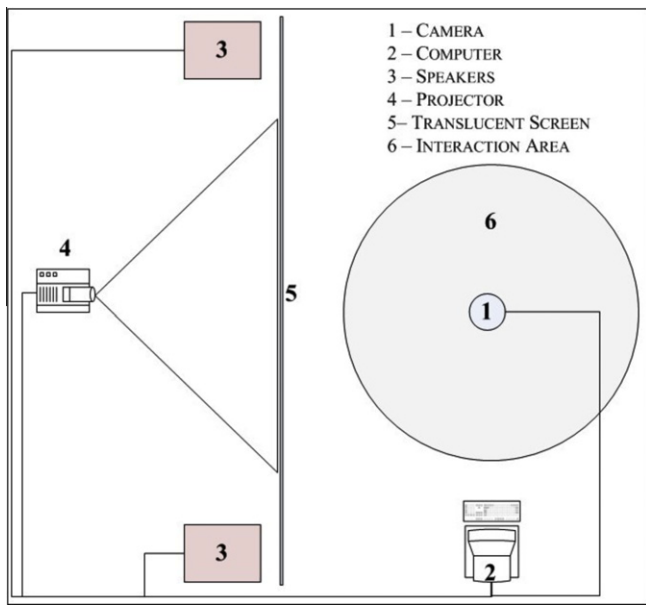 1 – CAMERA
2 – COMPUTER
3 – SPEAKERS
4 – PROJECTOR
5– TRANSLUCENT SCREEN
6 – INTERACTION AREA
3
6
4
5
1
3
2